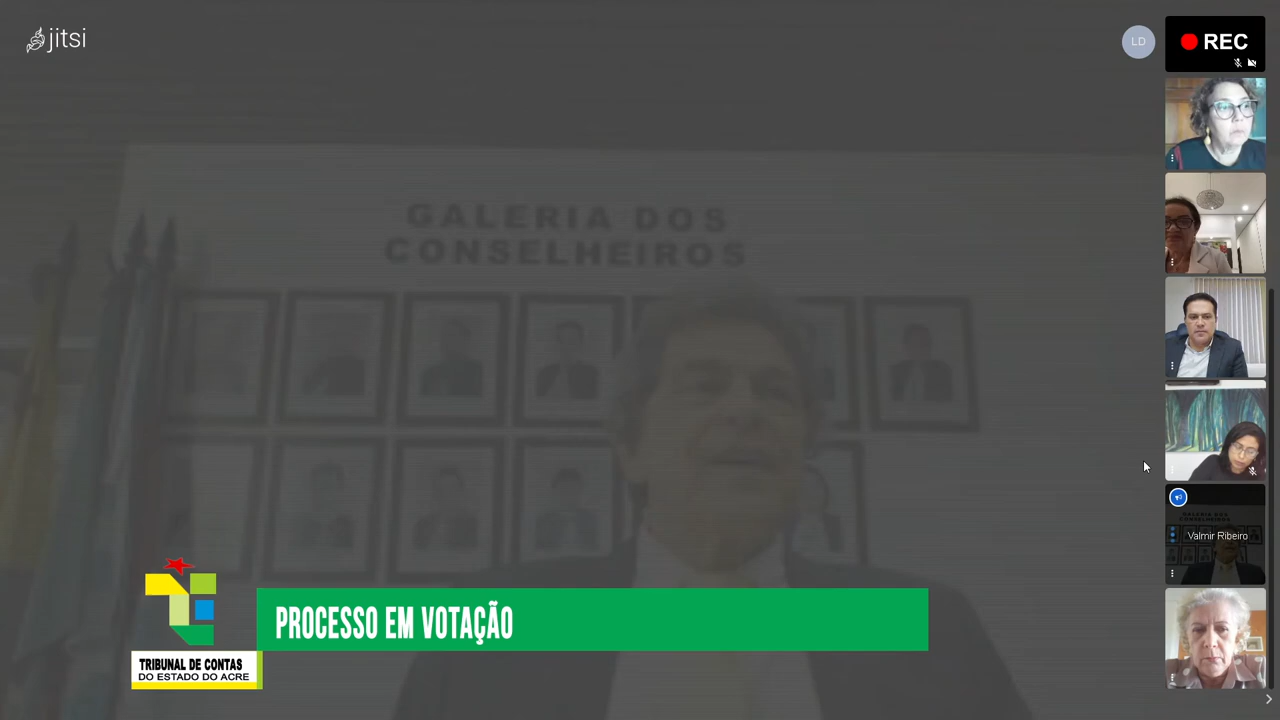 jitsi
LD
REC
GALERIA DOS
CONSELHEIROS
Valmir Ribeiro
PROCESSO EM VOTAÇÃO
TRIBUNAL DE CONTAS
DO ESTADO DO ACRE